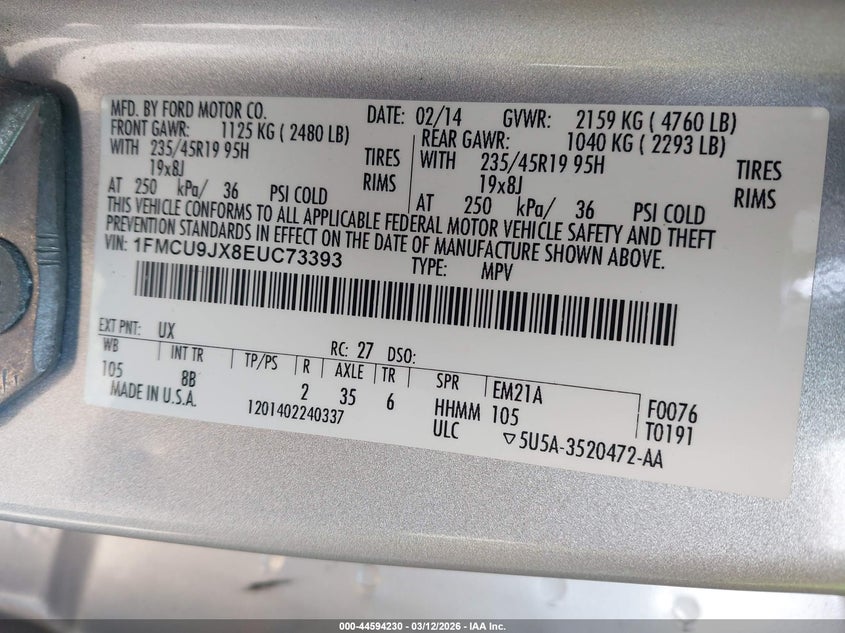 MFD. BY FORD MOTOR CO. DATE: 02/14 GVWR: 2159 KG ( 4760 LB)
FRONT GAWR: 1125 KG ( 2480 LB) REAR GAWR: 1040 KG ( 2293 LB)
WITH 235/45R19 95H TIRES WITH 235/45R19 95H TIRES
19x8J RIMS 19x8J RIMS
AT 250 kPa/ 36 PSI COLD AT 250 kPa/ 36 PSI COLD
THIS VEHICLE CONFORMS TO ALL APPLICABLE FEDERAL MOTOR VEHICLE SAFETY AND THEFT
PREVENTION STANDARDS IN EFFECT ON THE DATE OF MANUFACTURE SHOWN ABOVE.
VIN: 1FMCU9JX8EUC73393 TYPE: MPV
EXT PNT: UX RC: 27 DSO:
WB INT TR TP/PS R AXLE TR SPR EM21A F0076
105 8B 2 35 6 HHMM 105 T0191
MADE IN U.S.A. 1201402240337 ULC ▽5U5A-3520472-AA
000-44594230 - 03/12/2026 - IAA Inc.